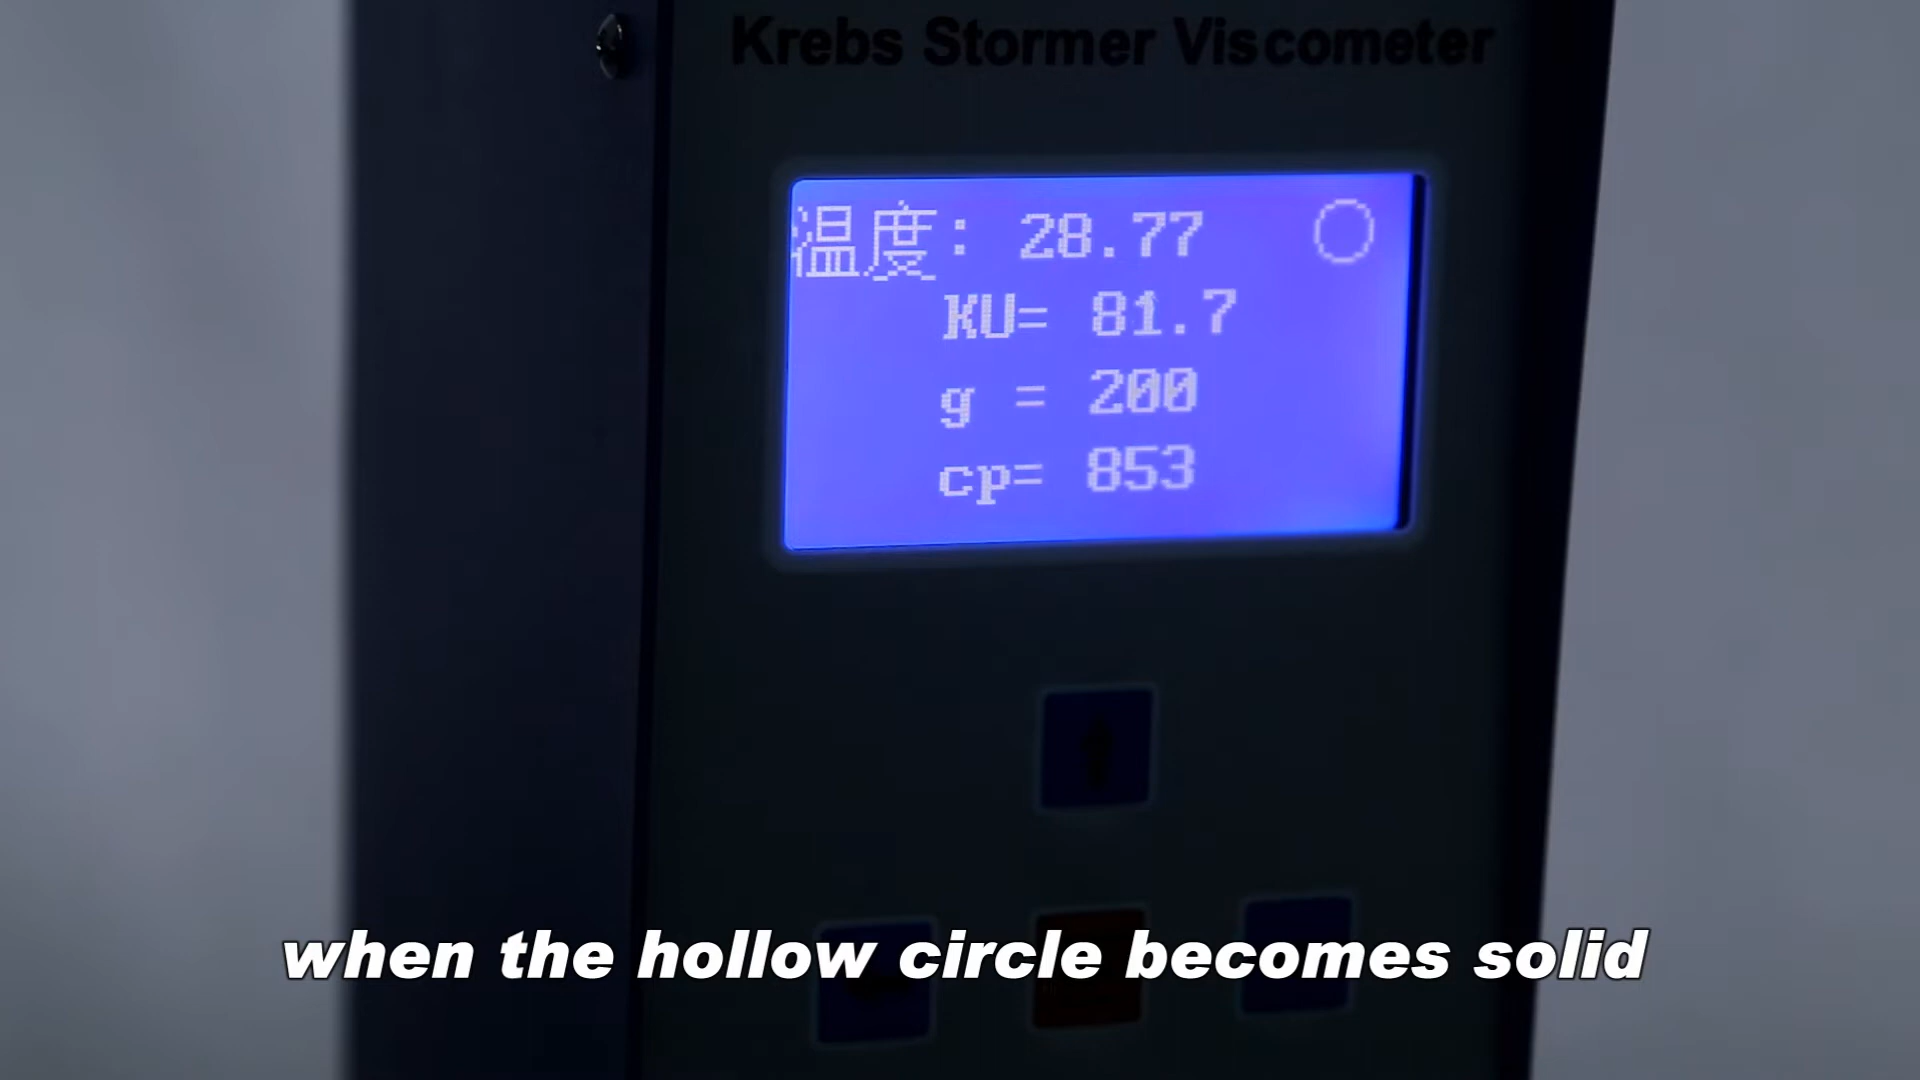 Krebs Stormer Viscometer
温度: 28.77
KU= 81.7
g = 200
cp= 853
when the hollow circle becomes solid